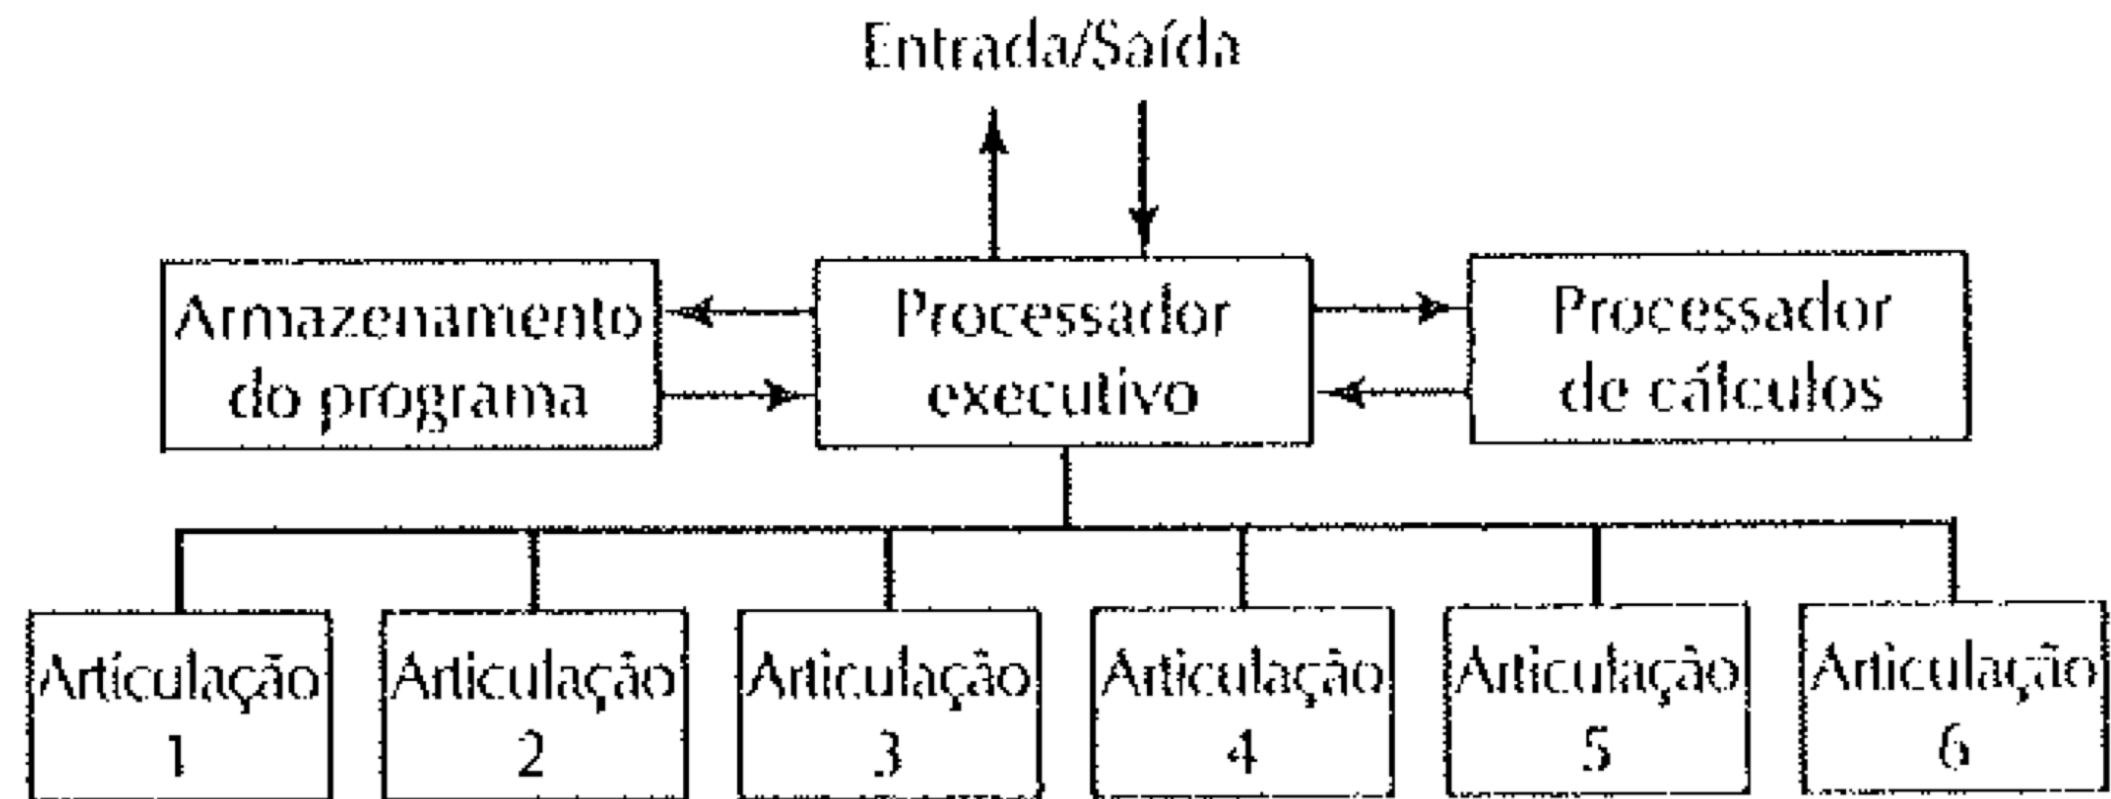 Entrada/Saída
Armazenamento
do programa
Processador
executivo
Processador
de cálculos
Articulação
1
Articulação
2
Articulação
3
Articulação
4
Articulação
5
Articulação
6